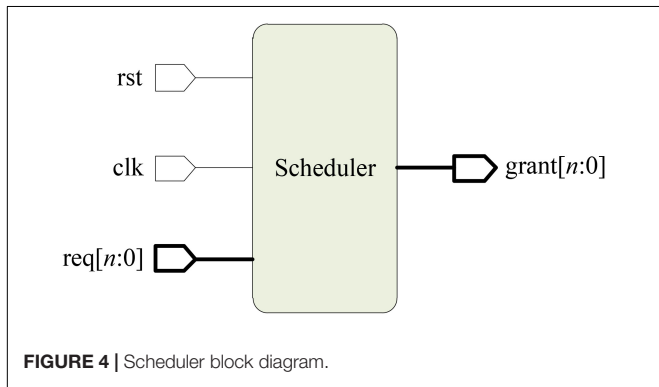 rst
clk
Scheduler
grant[n:0]
req[n:0]
FIGURE 4 | Scheduler block diagram.